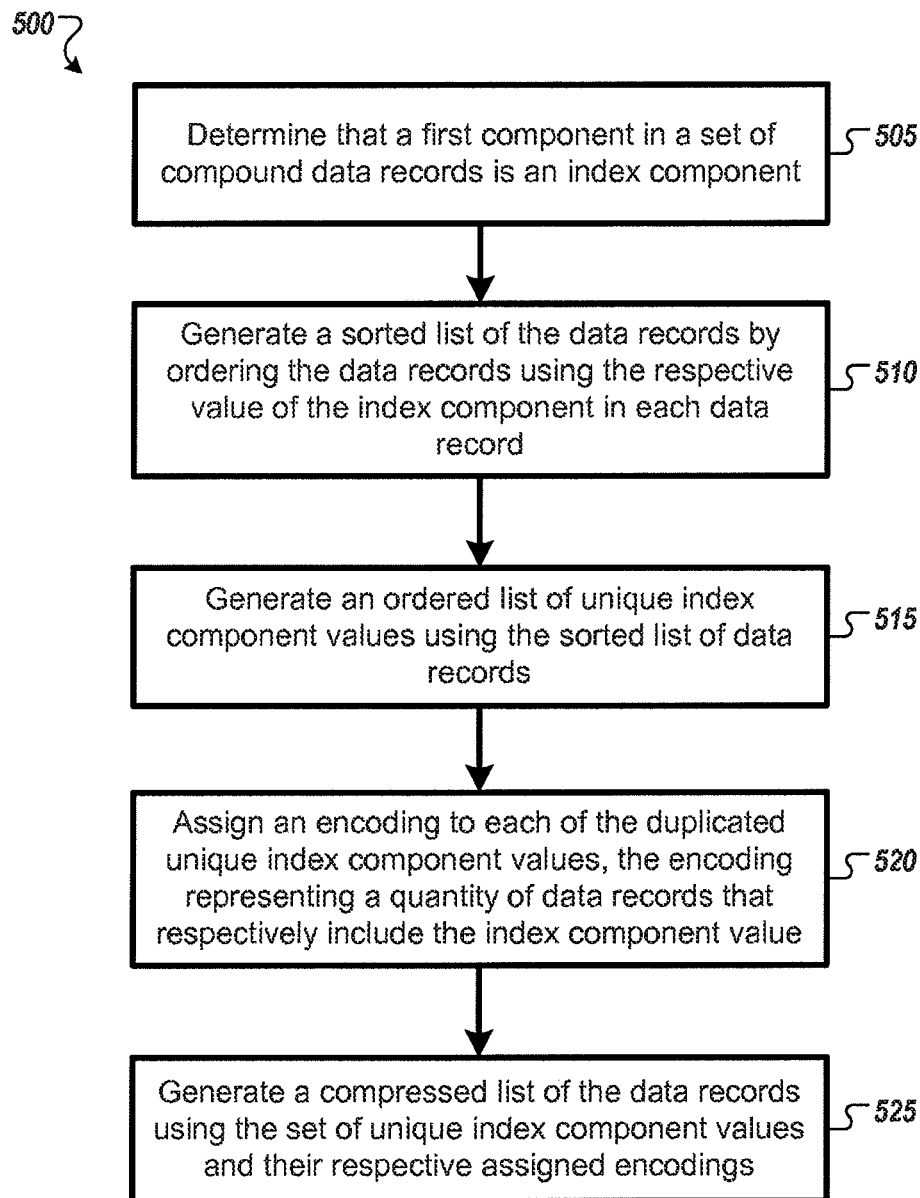 500
Determine that a first component in a set of
compound data records is an index component
505
Generate a sorted list of the data records by
ordering the data records using the respective
value of the index component in each data
record
510
Generate an ordered list of unique index
component values using the sorted list of data
records
515
Assign an encoding to each of the duplicated
unique index component values, the encoding
representing a quantity of data records that
respectively include the index component value
520
Generate a compressed list of the data records
using the set of unique index component values
and their respective assigned encodings
525